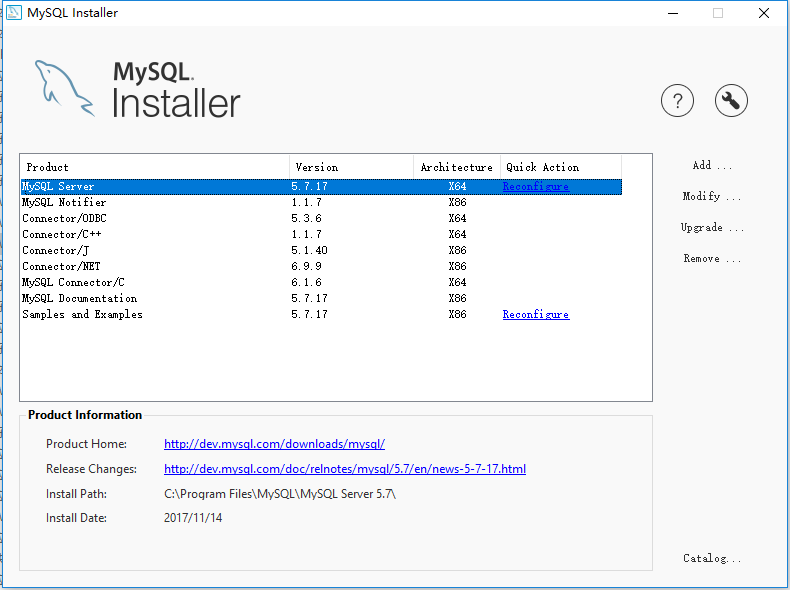 MySQL Installer
MySQL.
Installer
?
Product Version Architecture Quick Action
MySQL Server 5.7.17 X64 Reconfigure
MySQL Notifier 1.1.7 X86
Connector/ODBC 5.3.6 X64
Connector/C++ 1.1.7 X64
Connector/J 5.1.40 X86
Connector/NET 6.9.9 X86
MySQL Connector/C 6.1.6 X64
MySQL Documentation 5.7.17 X86
Samples and Examples 5.7.17 X86 Reconfigure
Add ...
Modify ...
Upgrade ...
Remove ...
Product Information
Product Home: http://dev.mysql.com/downloads/mysql/
Release Changes: http://dev.mysql.com/doc/relnotes/mysql/5.7/en/news-5-7-17.html
Install Path: C:\Program Files\MySQL\MySQL Server 5.7\
Install Date: 2017/11/14
Catalog...